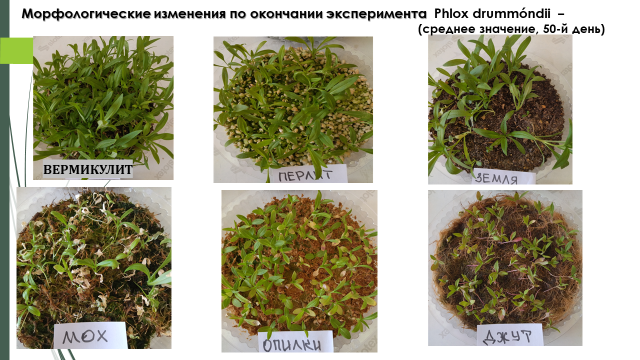 Морфологические изменения по окончании эксперимента Phlox drummóndii –
(среднее значение, 50-й день)
ВЕРМИКУЛИТ
ПЕРЛИТ
ЗЕМЛЯ
МОХ
ОПИЛКИ
ДЖУТ